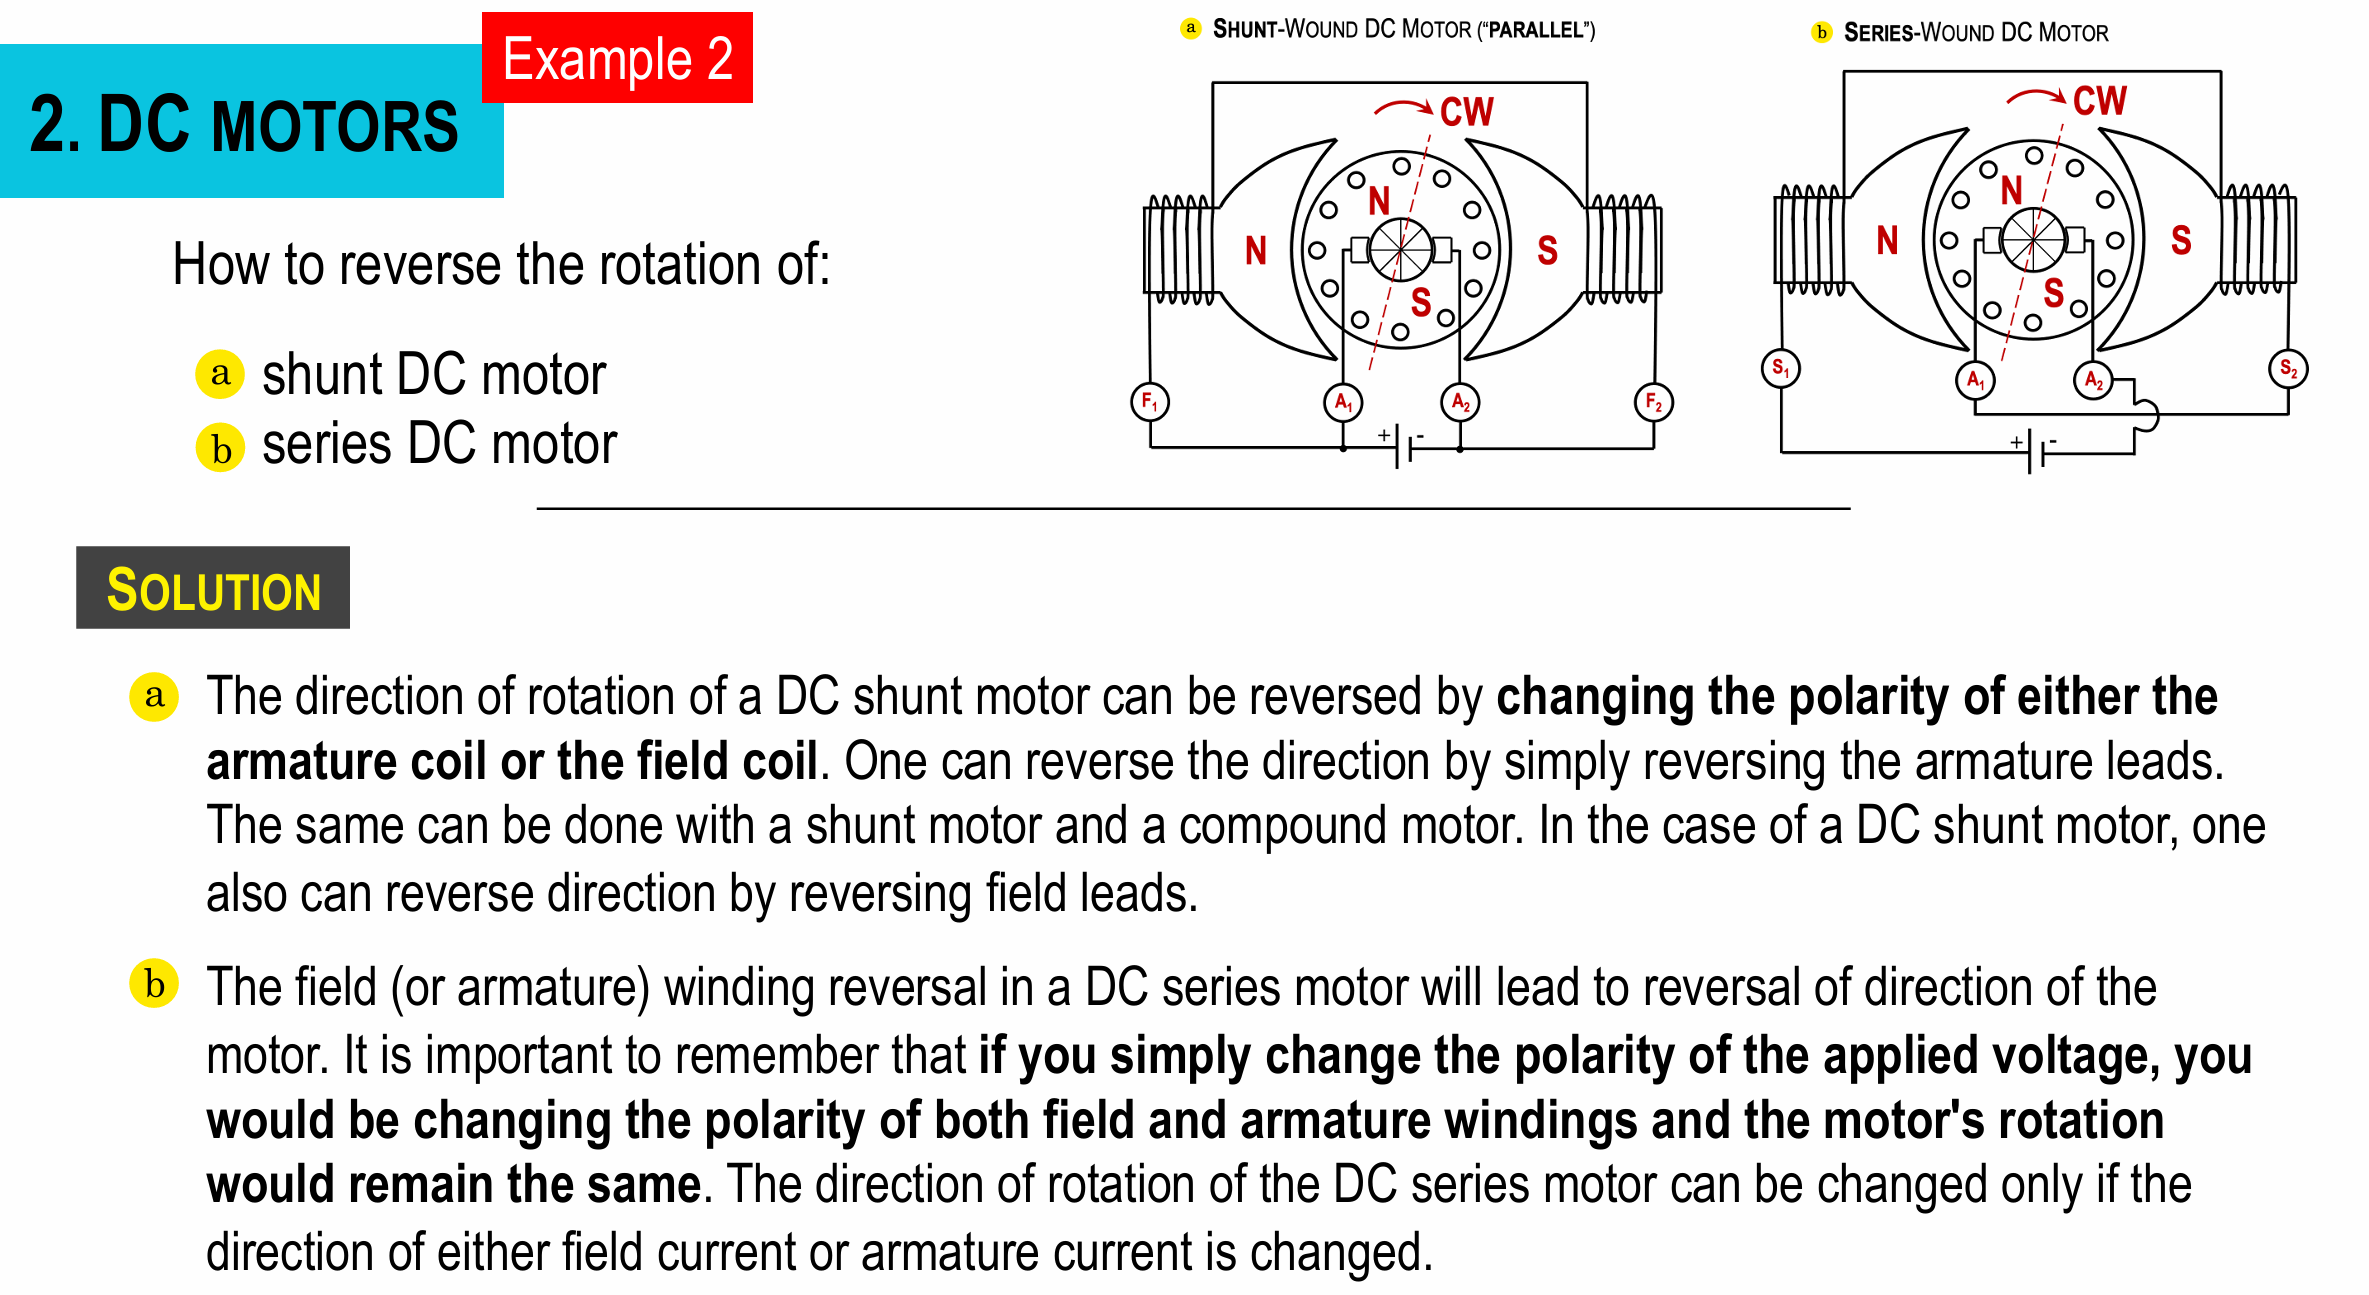 Example 2
2. DC MOTORS
How to reverse the rotation of:
a shunt DC motor
b series DC motor
a SHUNT-WOUND DC MOTOR ("PARALLEL")
CW
N
N
S
S
F1
A1
A2
F2
+ -
b SERIES-WOUND DC MOTOR
CW
N
N
S
S
S1
A1
A2
S2
+ -
SOLUTION
a The direction of rotation of a DC shunt motor can be reversed by changing the polarity of either the
armature coil or the field coil. One can reverse the direction by simply reversing the armature leads.
The same can be done with a shunt motor and a compound motor. In the case of a DC shunt motor, one
also can reverse direction by reversing field leads.
b The field (or armature) winding reversal in a DC series motor will lead to reversal of direction of the
motor. It is important to remember that if you simply change the polarity of the applied voltage, you
would be changing the polarity of both field and armature windings and the motor's rotation
would remain the same. The direction of rotation of the DC series motor can be changed only if the
direction of either field current or armature current is changed.